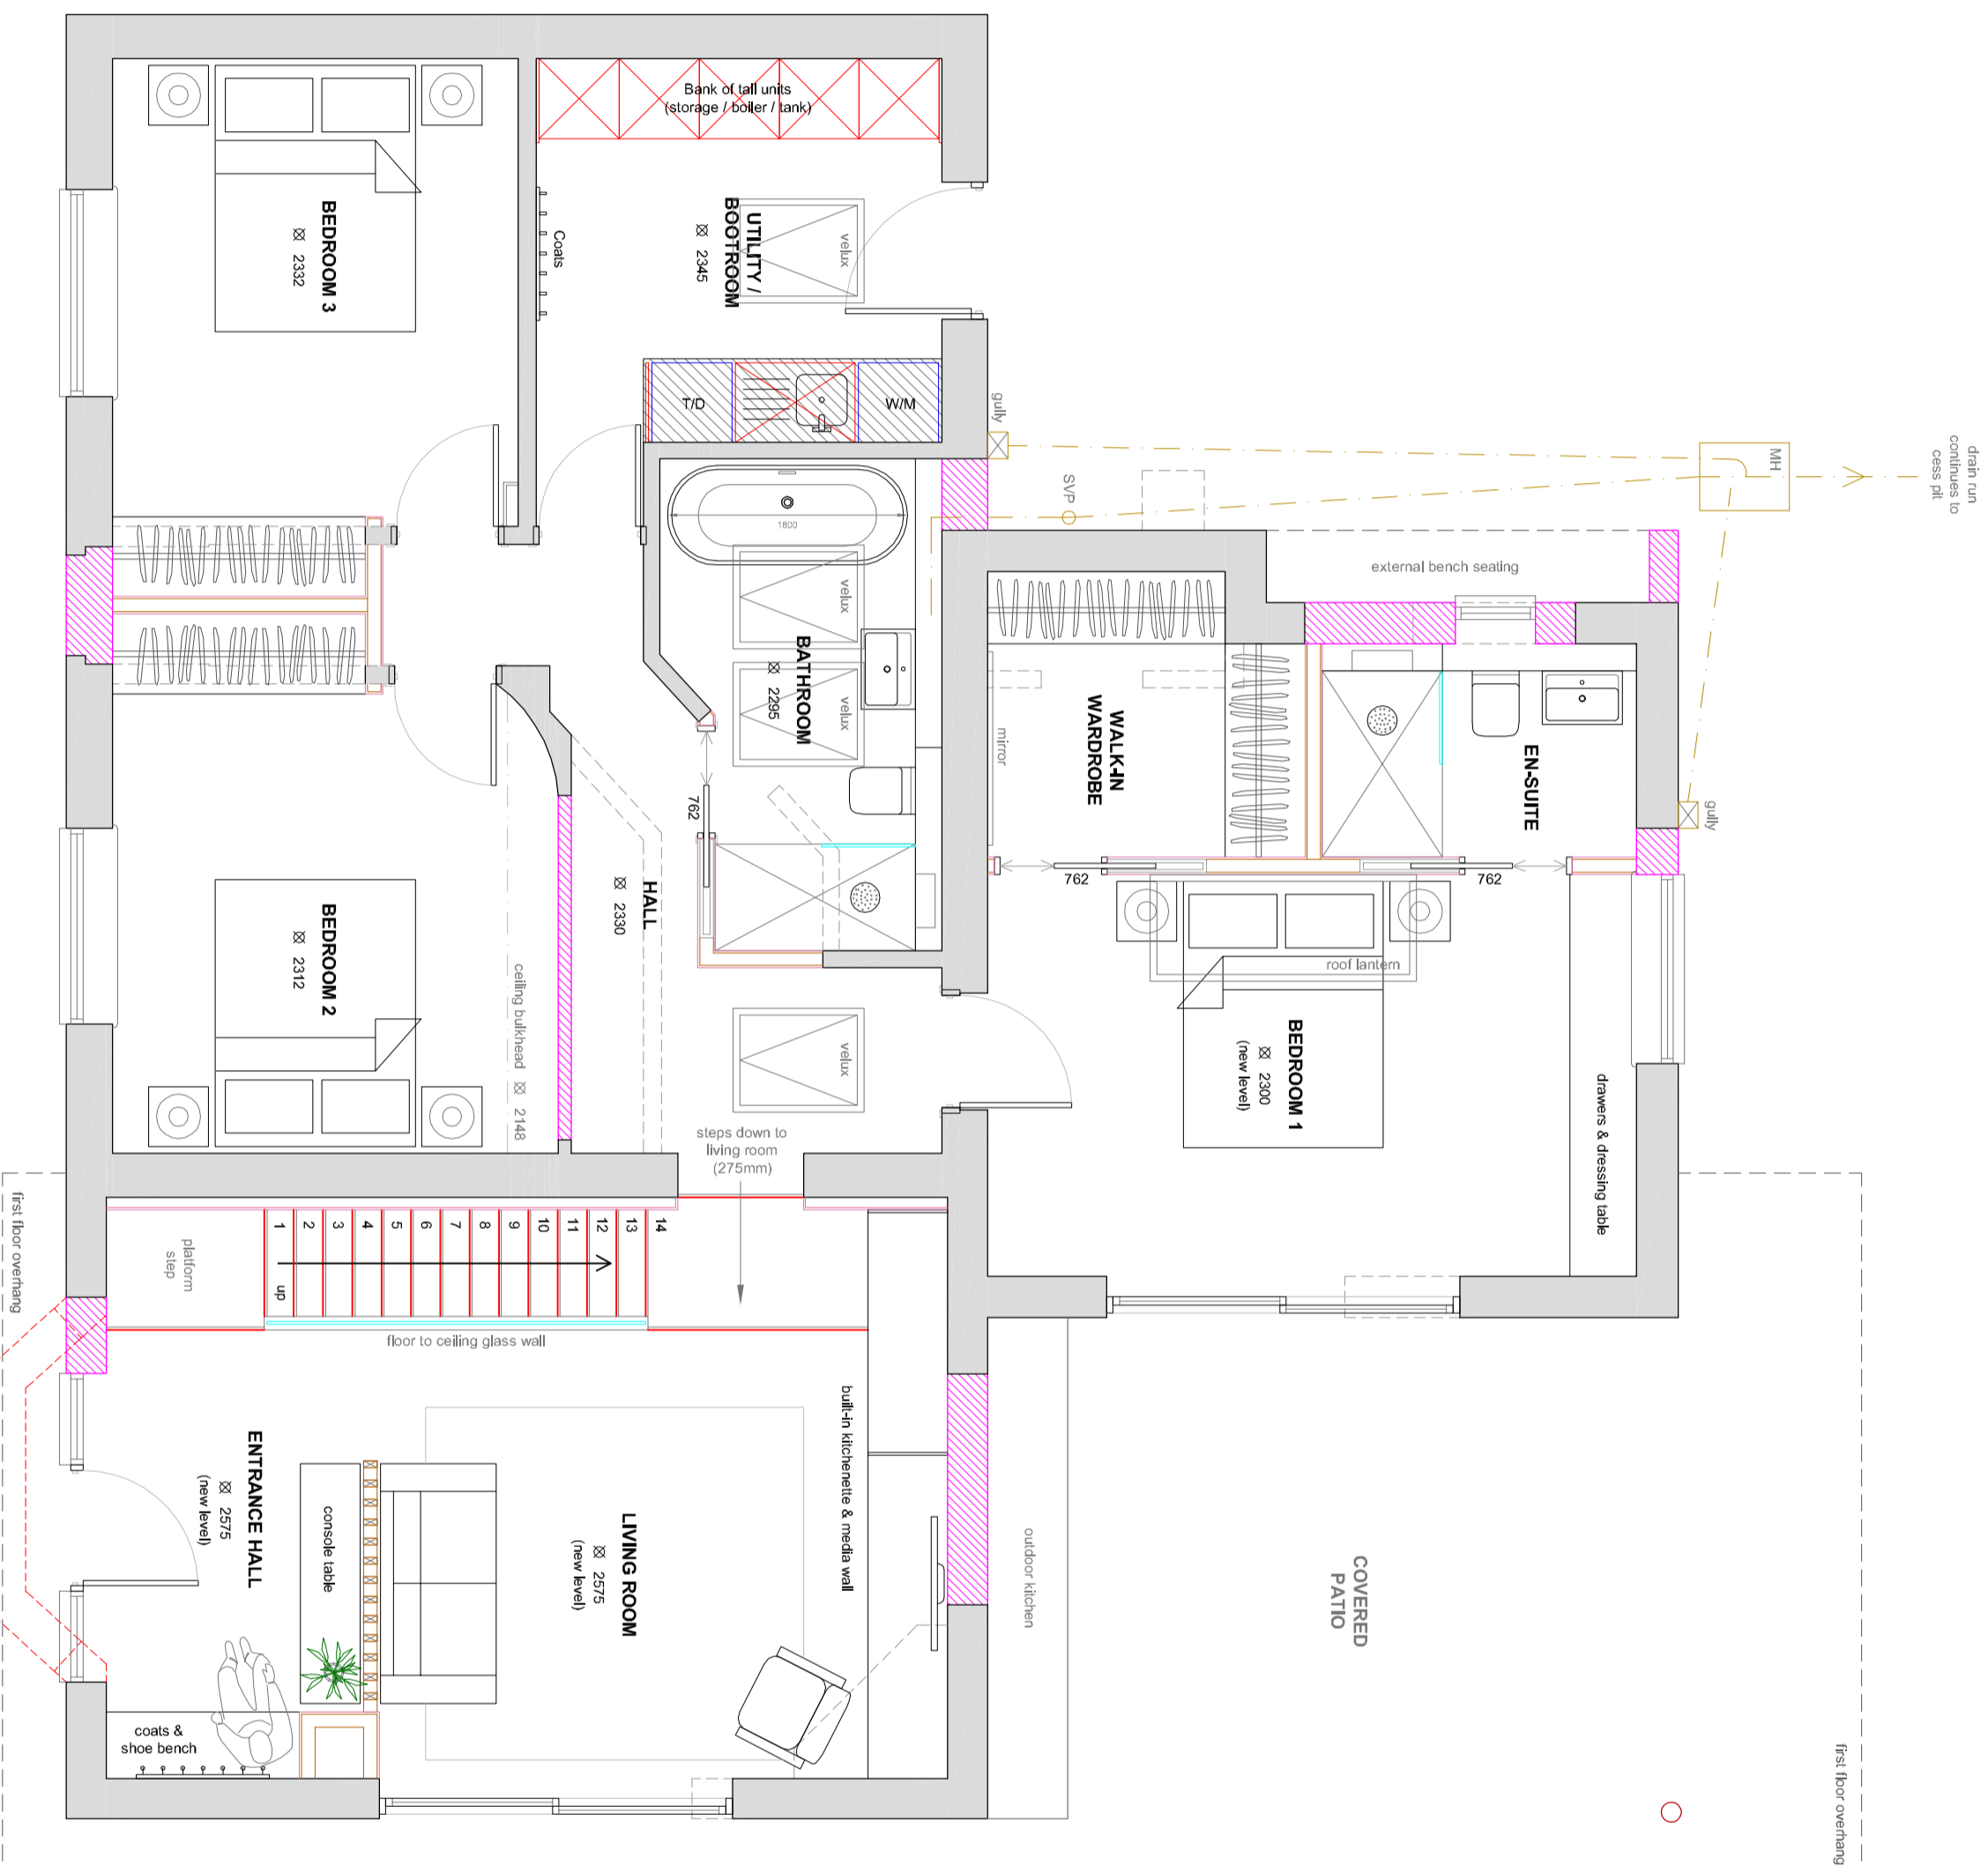 Bank of tall units
(storage / boiler / tank)
BEDROOM 3
2332
Coats
UTILITY /
BOOTROOM
2345
velux
T/D
W/M
gully
MH
drain run
continues to
cess pit
SVP
1800
velux
BATHROOM
2295
velux
762
external bench seating
WALK-IN
WARDROBE
mirror
EN-SUITE
gully
762
762
roof lantern
BEDROOM 1
2300
(new level)
drawers & dressing table
HALL
2330
BEDROOM 2
2312
ceiling bulkhead 2148
velux
steps down to
living room
(275mm)
first floor overhang
platform
step
1
2
3
4
5
6
7
8
9
10
11
12
13
14
up
floor to ceiling glass wall
ENTRANCE HALL
2575
(new level)
console table
LIVING ROOM
2575
(new level)
built-in kitchenette & media wall
outdoor kitchen
COVERED
PATIO
coats &
shoe bench
first floor overhang